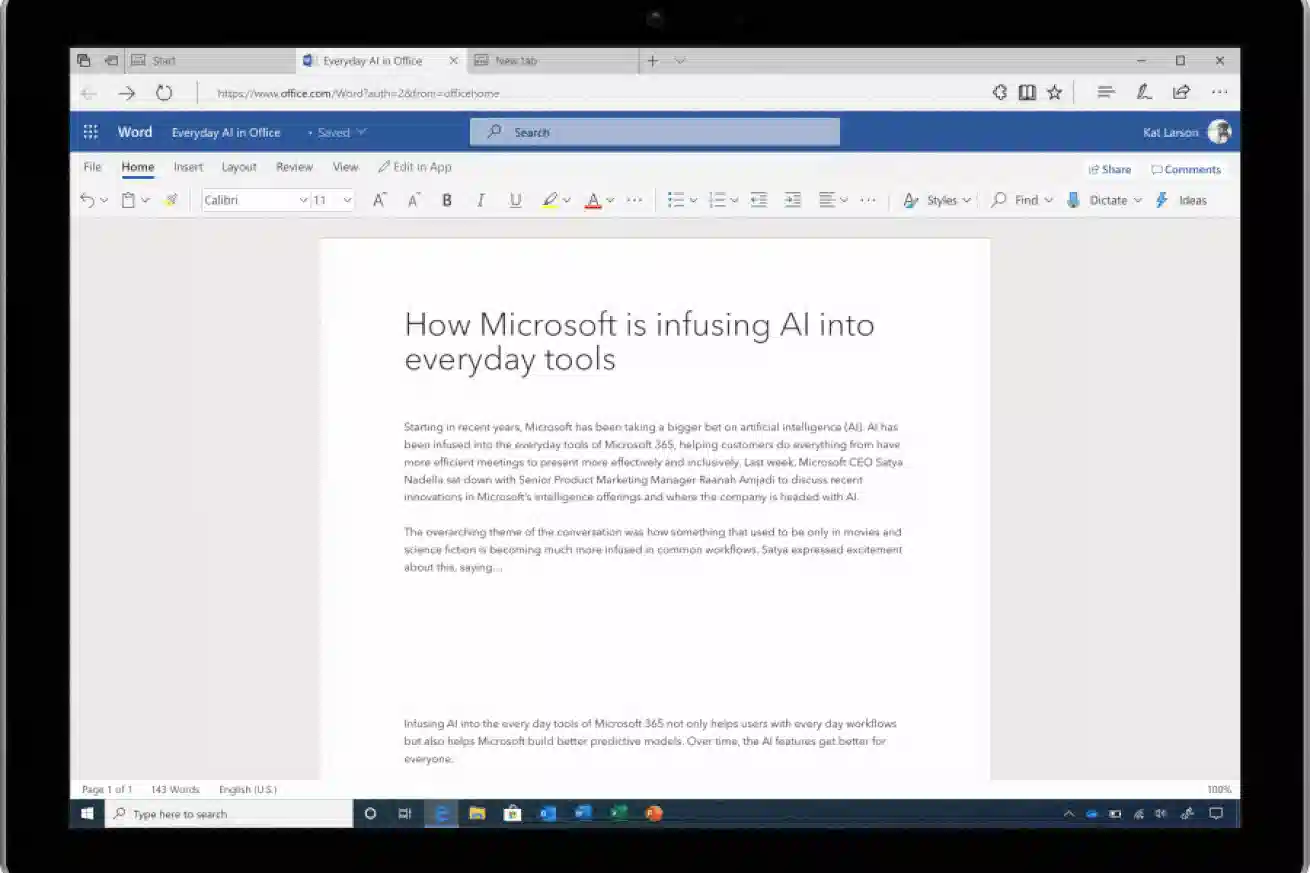 Start
Everyday AI in Office
New tab
https://www.office.com/Word?auth=2&from=officehome
Word Everyday AI in Office • Saved
Search
Kat Larson
File Home Insert Layout Review View Edit in App
Share Comments
Calibri 11 A A B I U A Styles Find Dictate Ideas
How Microsoft is infusing AI into
everyday tools
Starting in recent years, Microsoft has been taking a bigger bet on artificial intelligence (AI). AI has
been infused into the everyday tools of Microsoft 365, helping customers do everything from have
more efficient meetings to present more effectively and inclusively. Last week, Microsoft CEO Satya
Nadella sat down with Senior Product Marketing Manager Raanah Amjadi to discuss recent
innovations in Microsoft's intelligence offerings and where the company is headed with AI.
The overarching theme of the conversation was how something that used to be only in movies and
science fiction is becoming much more infused in common workflows. Satya expressed excitement
about this, saying...
Infusing AI into the every day tools of Microsoft 365 not only helps users with every day workflows
but also helps Microsoft build better predictive models. Over time, the AI features get better for
everyone.
Page 1 of 1 143 Words English (U.S.)
100%
Type here to search